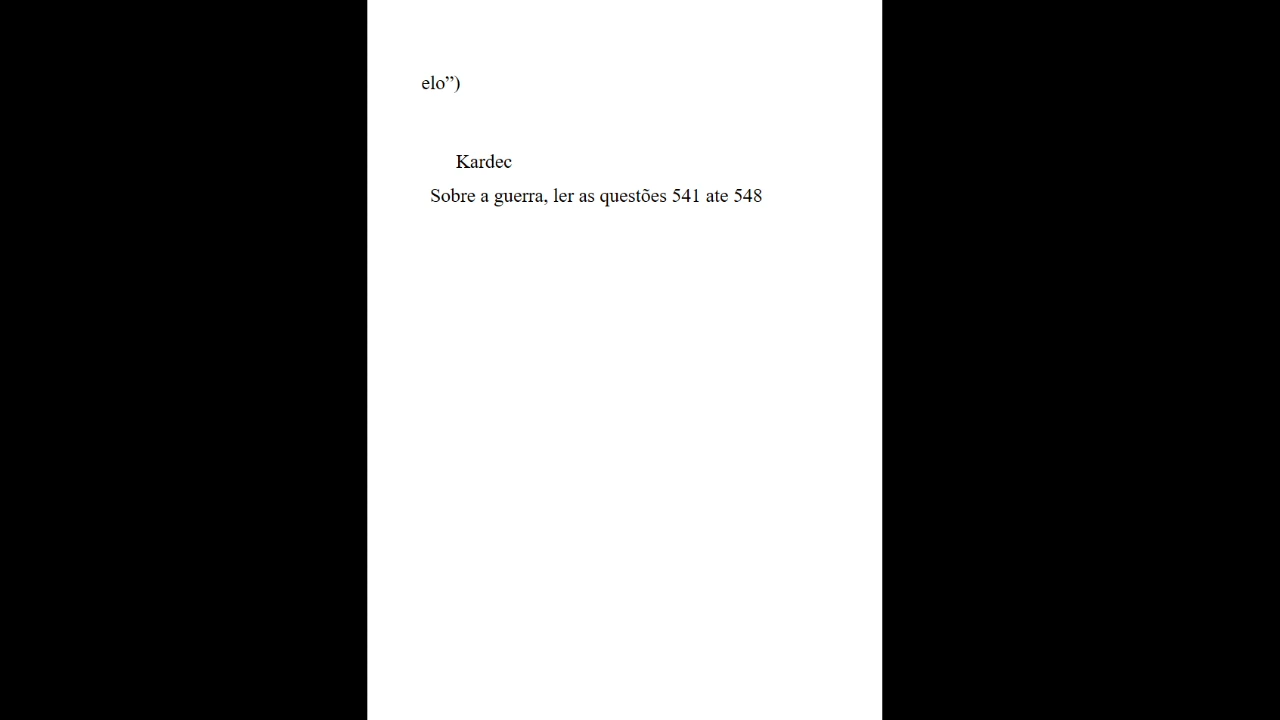 elo”)
Kardec
Sobre a guerra, ler as questões 541 ate 548